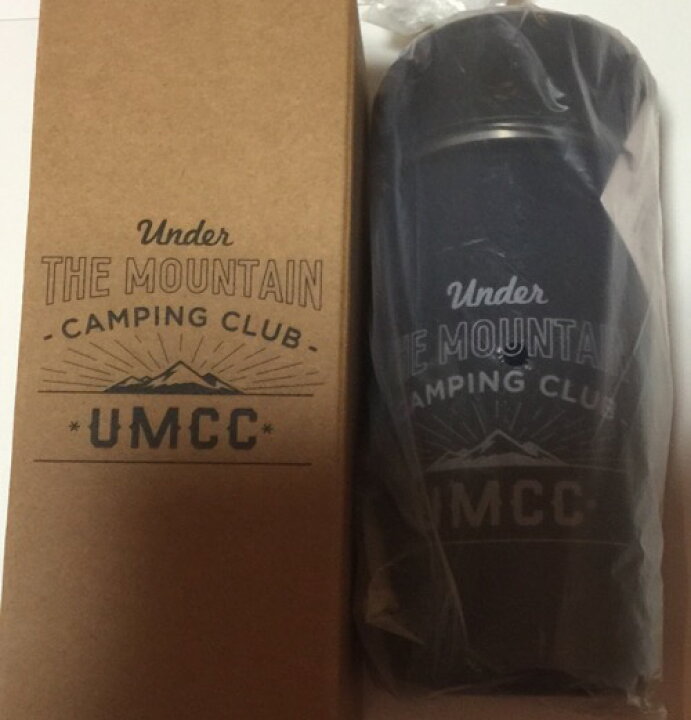 Under
THE MOUNTAIN
- CAMPING CLUB -
*UMCC*
Under
THE MOUNTAIN
CAMPING CLUB
UMCC